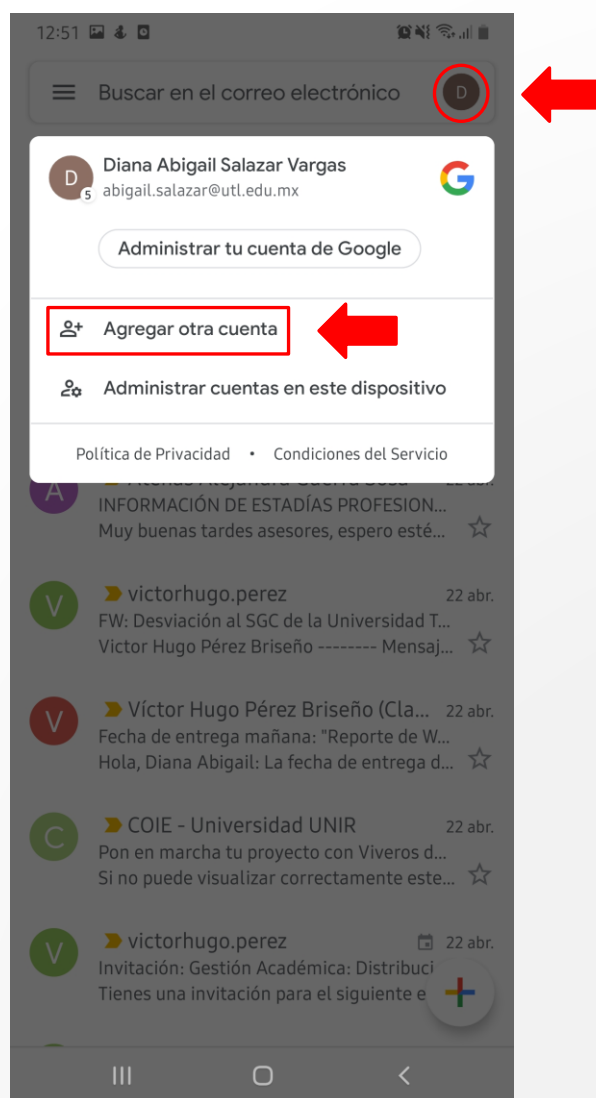 12:51
Buscar en el correo electrónico
D
D
5
Diana Abigail Salazar Vargas
abigail.salazar@utl.edu.mx
G
Administrar tu cuenta de Google
Agregar otra cuenta
Administrar cuentas en este dispositivo
Política de Privacidad • Condiciones del Servicio
A
22 abr.
INFORMACIÓN DE ESTADÍAS PROFESION...
Muy buenas tardes asesores, espero esté...
V
victorhugo.perez
22 abr.
FW: Desviación al SGC de la Universidad T...
Victor Hugo Pérez Briseño -------- Mensaj...
V
Víctor Hugo Pérez Briseño (Cla...
22 abr.
Fecha de entrega mañana: "Reporte de W...
Hola, Diana Abigail: La fecha de entrega d...
C
COIE - Universidad UNIR
22 abr.
Pon en marcha tu proyecto con Viveros d...
Si no puede visualizar correctamente este...
V
victorhugo.perez
22 abr.
Invitación: Gestión Académica: Distribuci
Tienes una invitación para el siguiente e